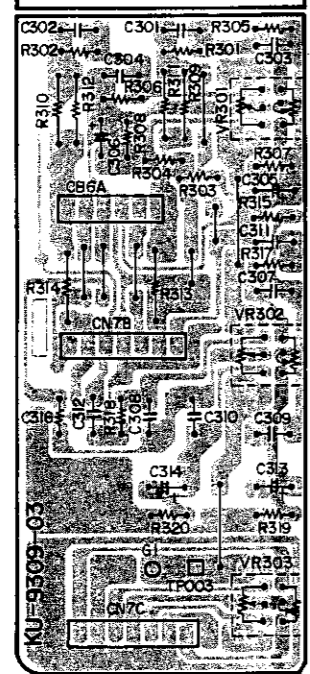 C302 C301 R305
R302 C304 R301 C303
R310 R312 R306 R311 R309 VR301
C306 R308
R304 R307
CB6A R303 C305
R315
C311
R317
R314 R313 C307
CN7B VR302
C316 C312 R318 C308 C310 C309
C314 C313
R320 R319
G1
TP003 VR303
CN7C
KU-9309-03